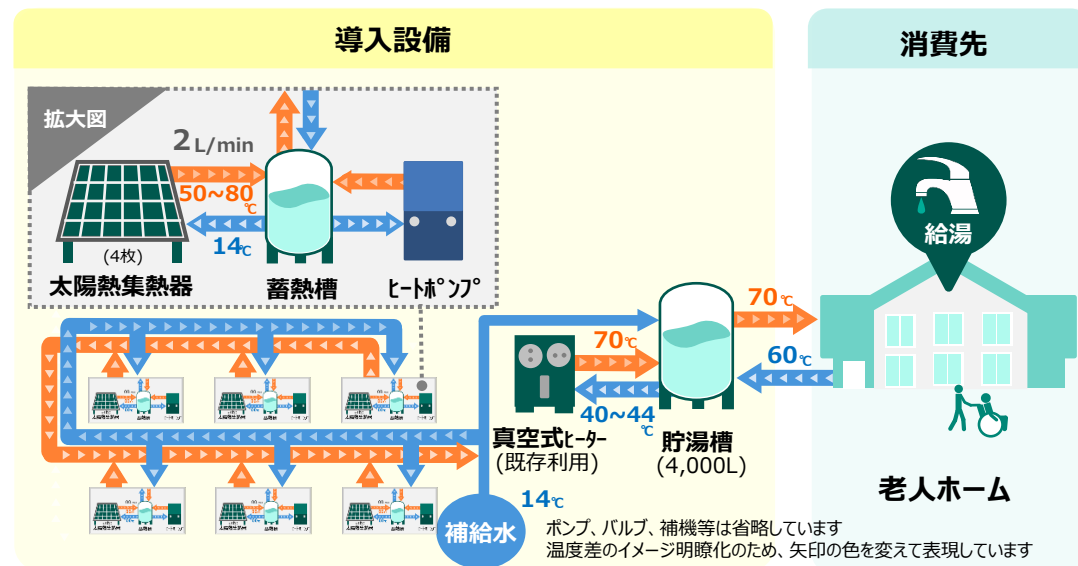 導入設備
消費先
拡大図
2 L/min
50~80
℃
14℃
(4枚)
太陽熱集熱器
蓄熱槽
ﾋｰﾄﾎﾟﾝﾌﾟ
給湯
70℃
60℃
70℃
40~44
℃
真空式ﾋｰﾀｰ
(既存利用)
貯湯槽
(4,000L)
老人ホーム
14℃
補給水
ポンプ、バルブ、補機等は省略しています
温度差のイメージ明瞭化のため、矢印の色を変えて表現しています